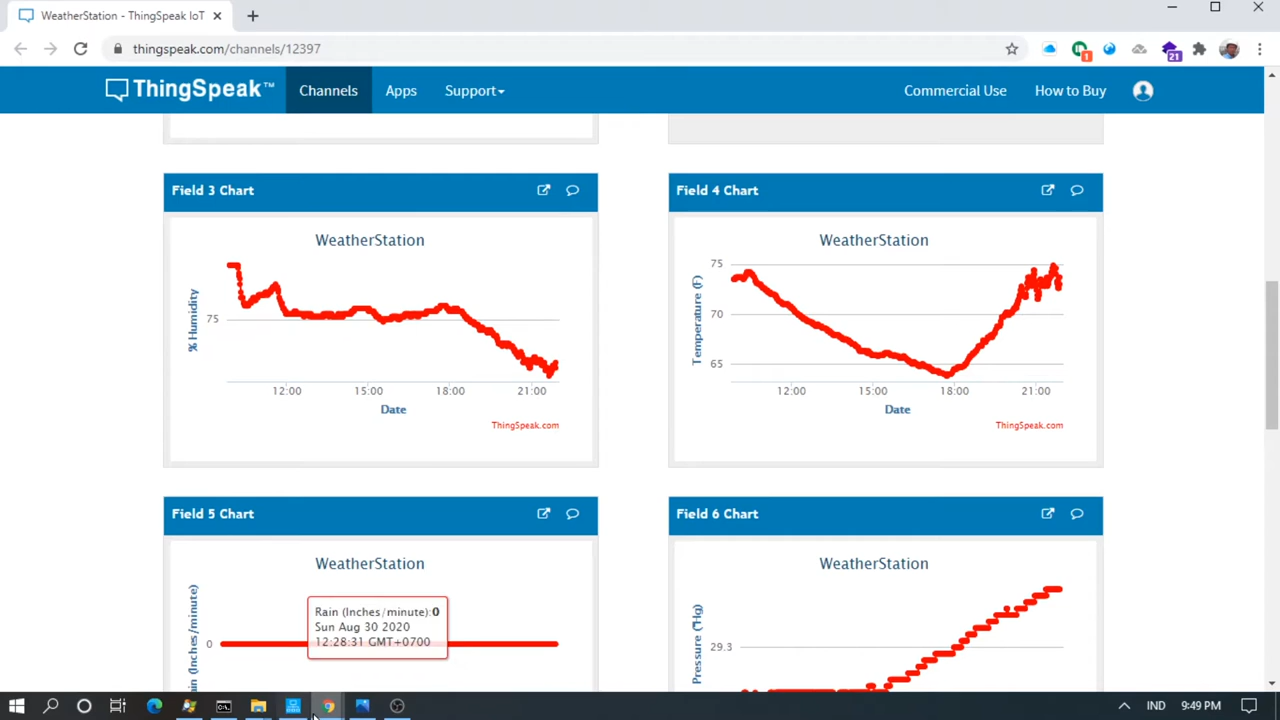 WeatherStation - ThingSpeak IoT
thingspeak.com/channels/12397
1
21
ThingSpeak™
Channels
Apps
Support
Commercial Use
How to Buy
Field 3 Chart
WeatherStation
% Humidity
75
12:00 15:00 18:00 21:00
Date
ThingSpeak.com
Field 4 Chart
WeatherStation
Temperature (F)
75
70
65
12:00 15:00 18:00 21:00
Date
ThingSpeak.com
Field 5 Chart
WeatherStation
(Inches/minute)
0
Rain (Inches/minute):0
Sun Aug 30 2020
12:28:31 GMT+0700
Field 6 Chart
WeatherStation
Pressure ("Hg)
29.3
IND
9:49 PM